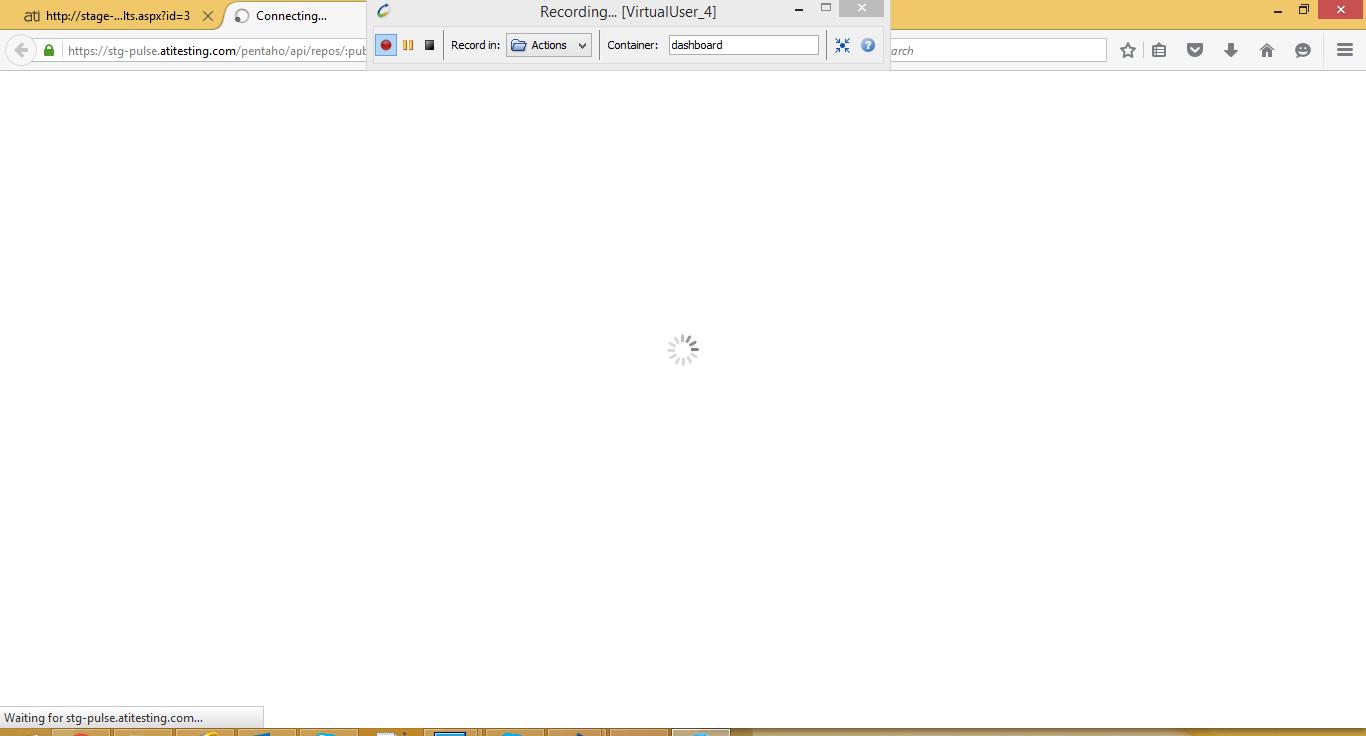 Recording... [VirtualUser_4]
ati http://stage-...lts.aspx?id=3
Connecting...
Record in: Actions Container: dashboard
https://stg-pulse.atitesting.com/pentaho/api/repos/:pub
arch
Waiting for stg-pulse.atitesting.com...